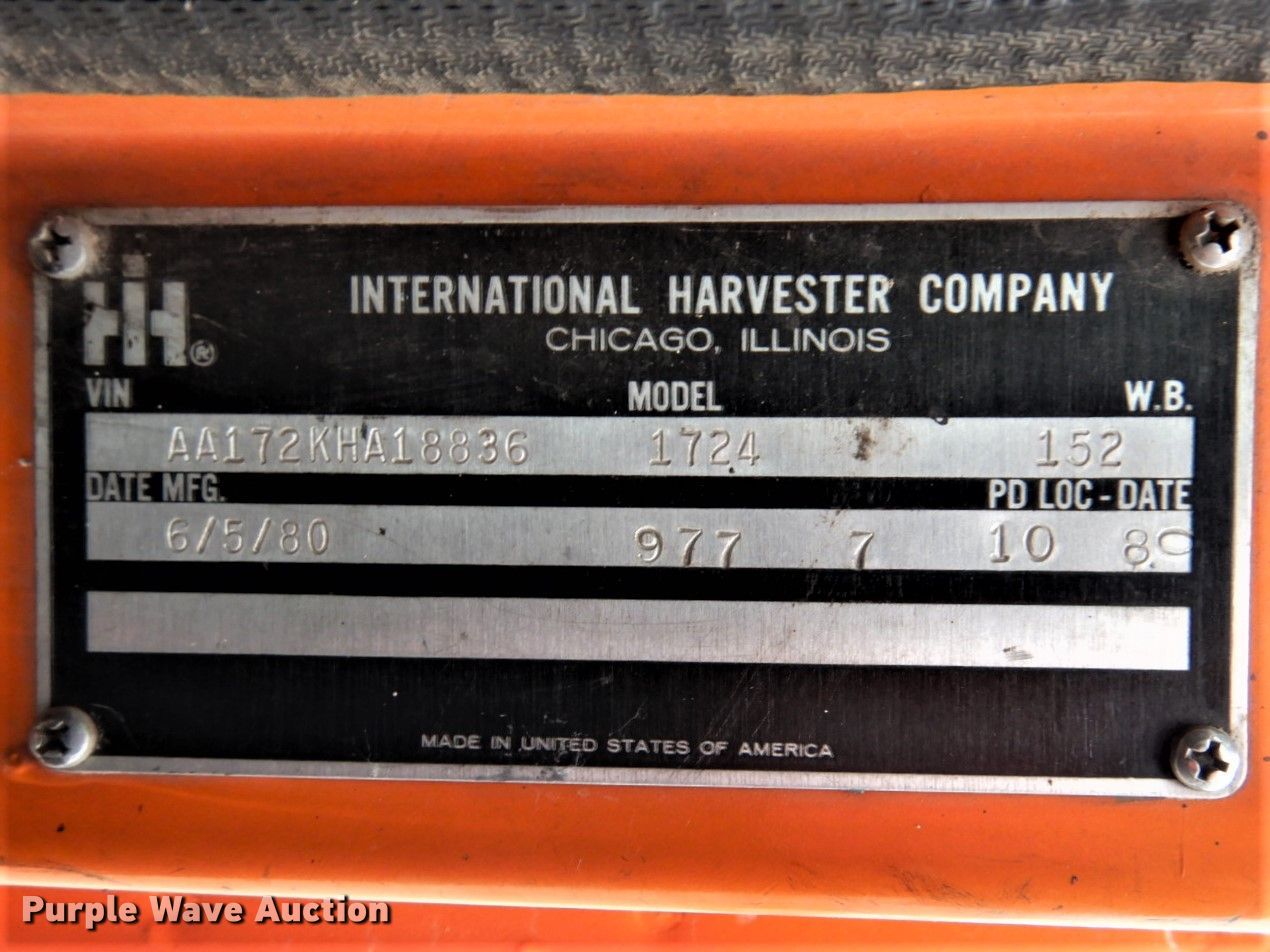 IH®
INTERNATIONAL HARVESTER COMPANY
CHICAGO, ILLINOIS
VIN MODEL W.B.
AA172KHA18836 1724 152
DATE MFG. PD LOC - DATE
6/5/80 977 7 10 80
MADE IN UNITED STATES OF AMERICA
Purple Wave Auction